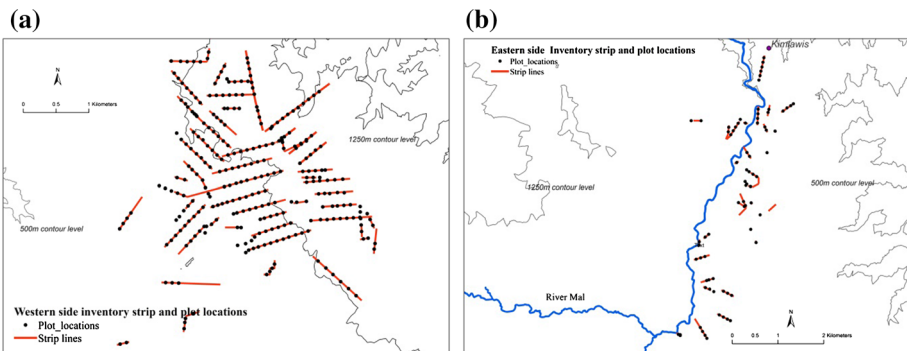 (a)
N
0 0.5 1 Kilometers
1250m contour level
500m contour level
Western side inventory strip and plot locations
Plot_locations
Strip lines
(b)
Eastern side Inventory strip and plot locations
Plot_locations
Strip lines
1250m contour level
500m contour level
River Mal
N
0 0.5 1 2 Kilometers